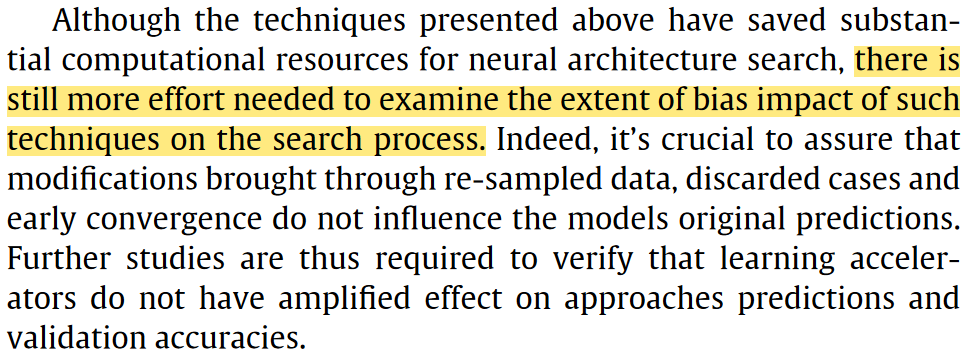 Although the techniques presented above have saved substan-
tial computational resources for neural architecture search, there is
still more effort needed to examine the extent of bias impact of such
techniques on the search process. Indeed, it's crucial to assure that
modifications brought through re-sampled data, discarded cases and
early convergence do not influence the models original predictions.
Further studies are thus required to verify that learning acceler-
ators do not have amplified effect on approaches predictions and
validation accuracies.